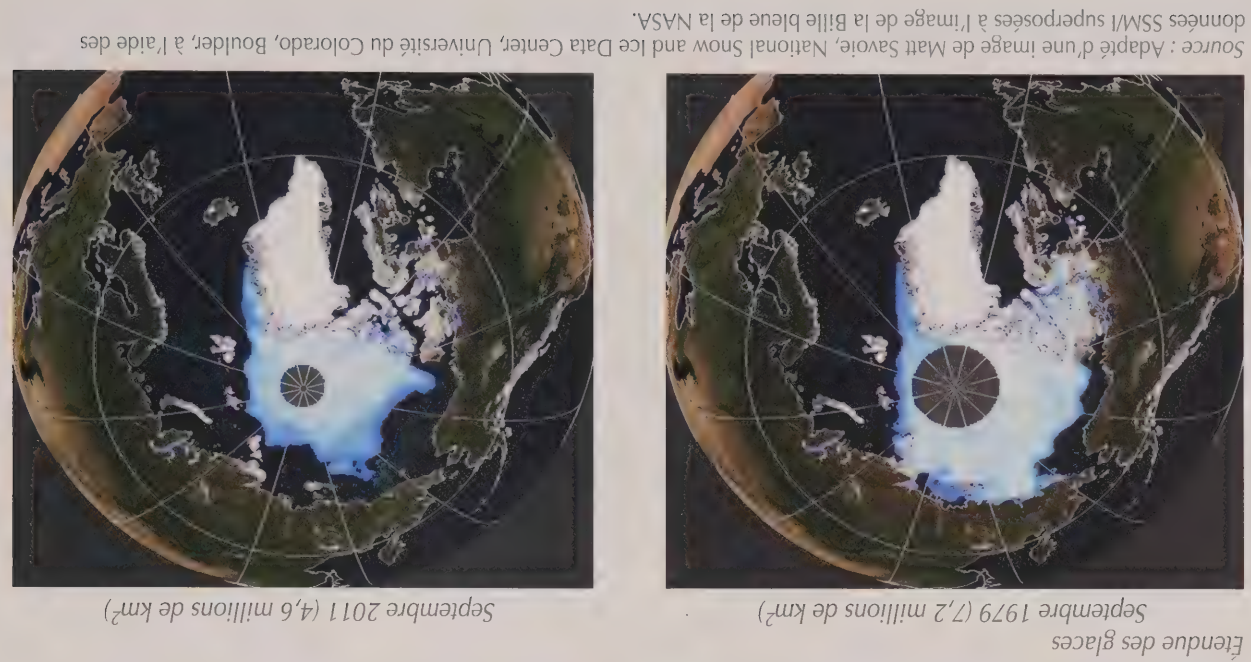 Étendue des glaces
Septembre 1979 (7,2 millions de km²)
Septembre 2011 (4,6 millions de km²)
Source : Adapté d'une image de Matt Savoie, National Snow and Ice Data Center, Université du Colorado, Boulder, à l'aide des
données SSM/I superposées à l'image de la Bille bleue de la NASA.